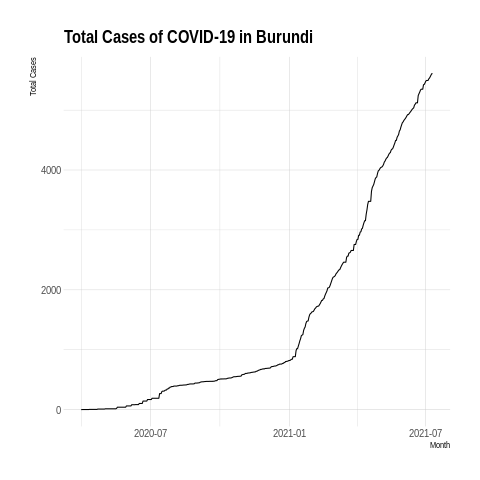 Total Cases of COVID-19 in Burundi
Total Cases
4000
2000
0
2020-07
2021-01
2021-07
Month